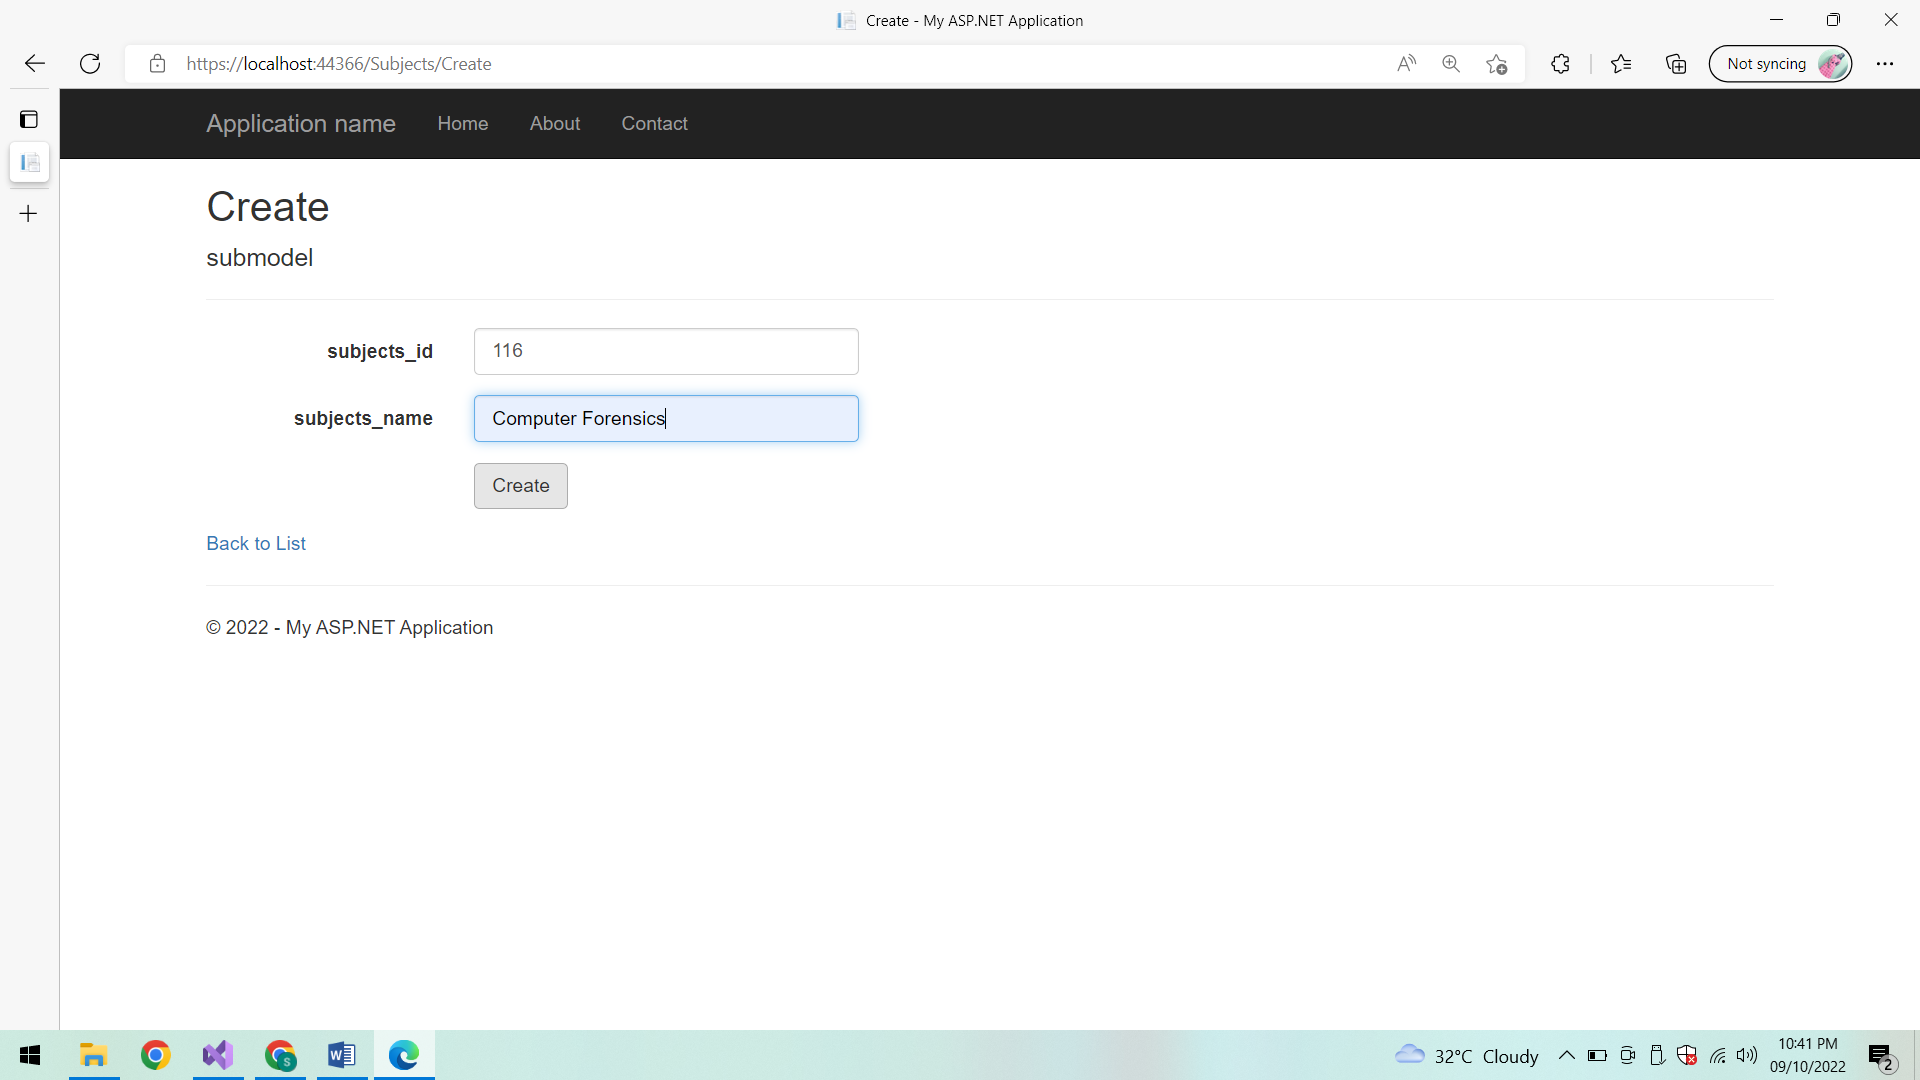 Create - My ASP.NET Application
https://localhost:44366/Subjects/Create
Not syncing
Application name Home About Contact
Create
submodel
subjects_id 116
subjects_name Computer Forensics
Create
Back to List
© 2022 - My ASP.NET Application
32°C Cloudy
10:41 PM
09/10/2022
2